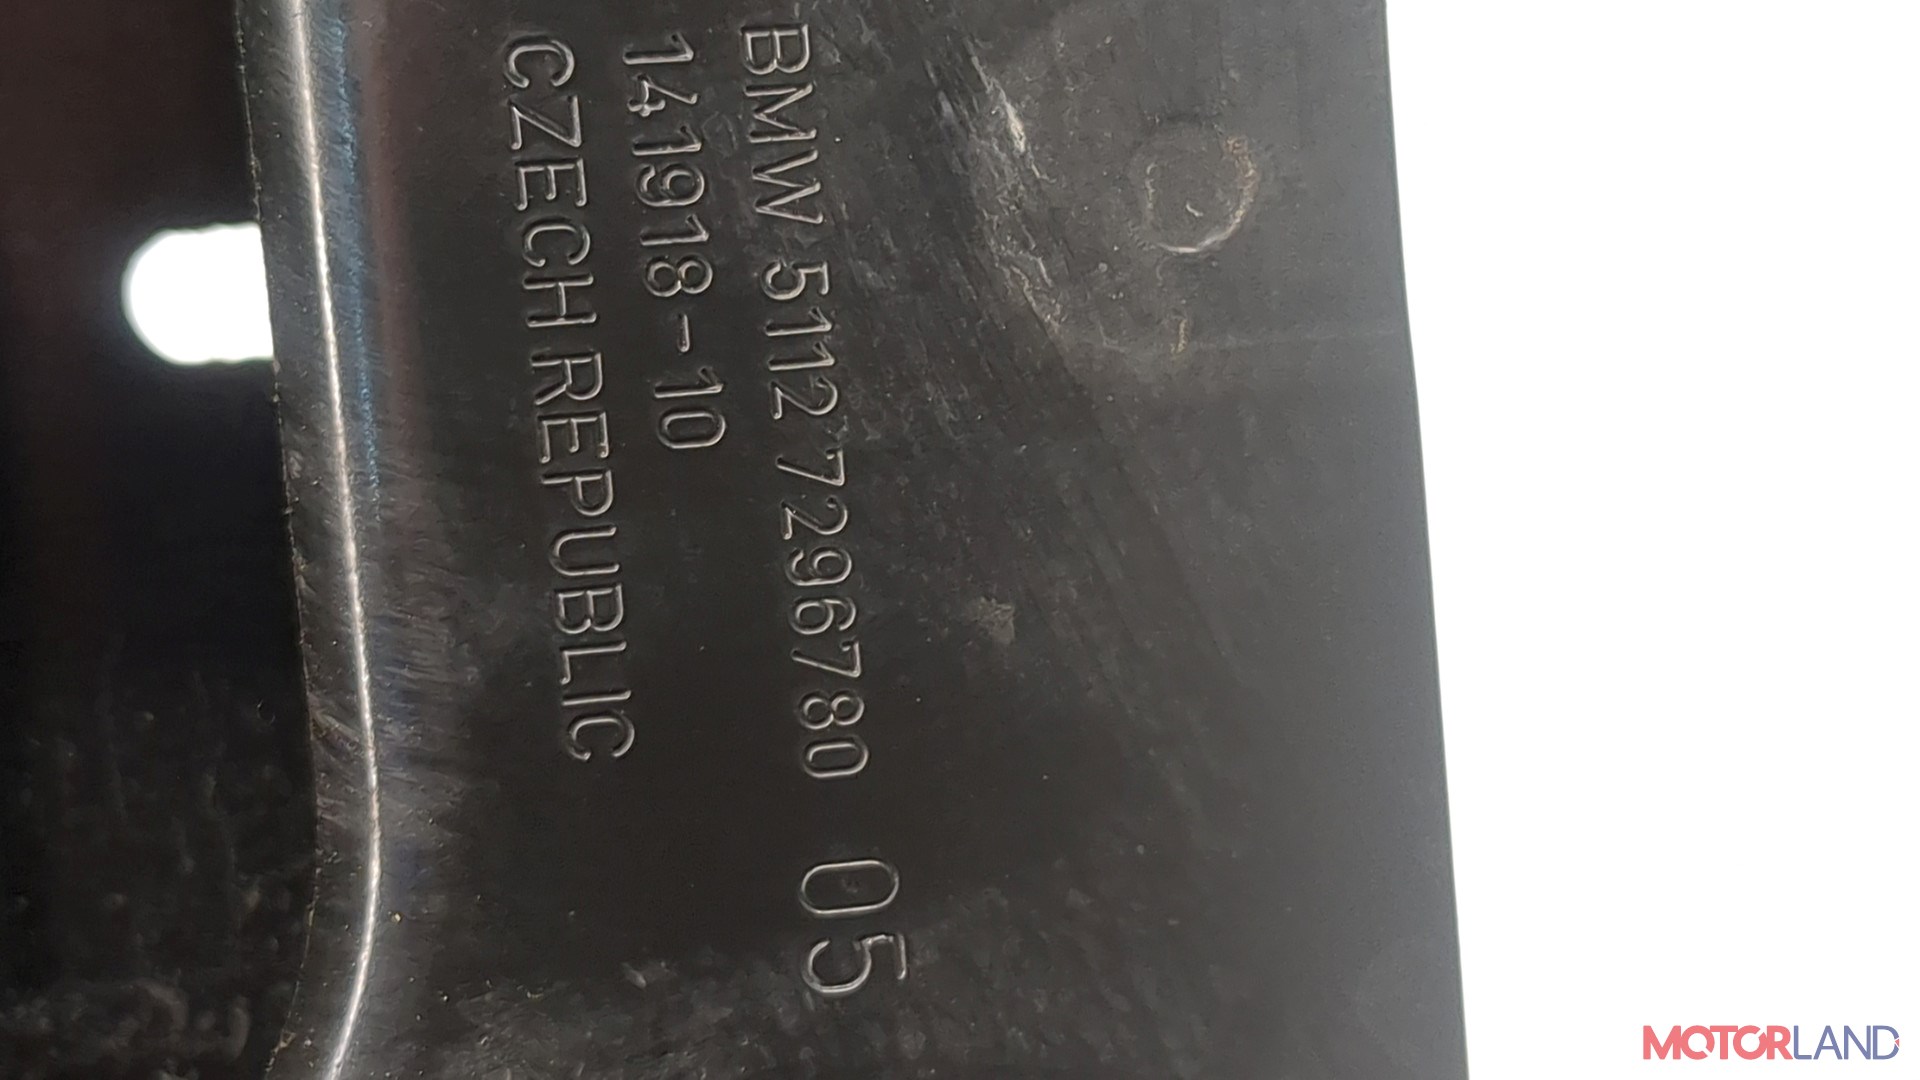 BMW 5112 7296780 05
141918-10
CZECH REPUBLIC
MOTORLAND